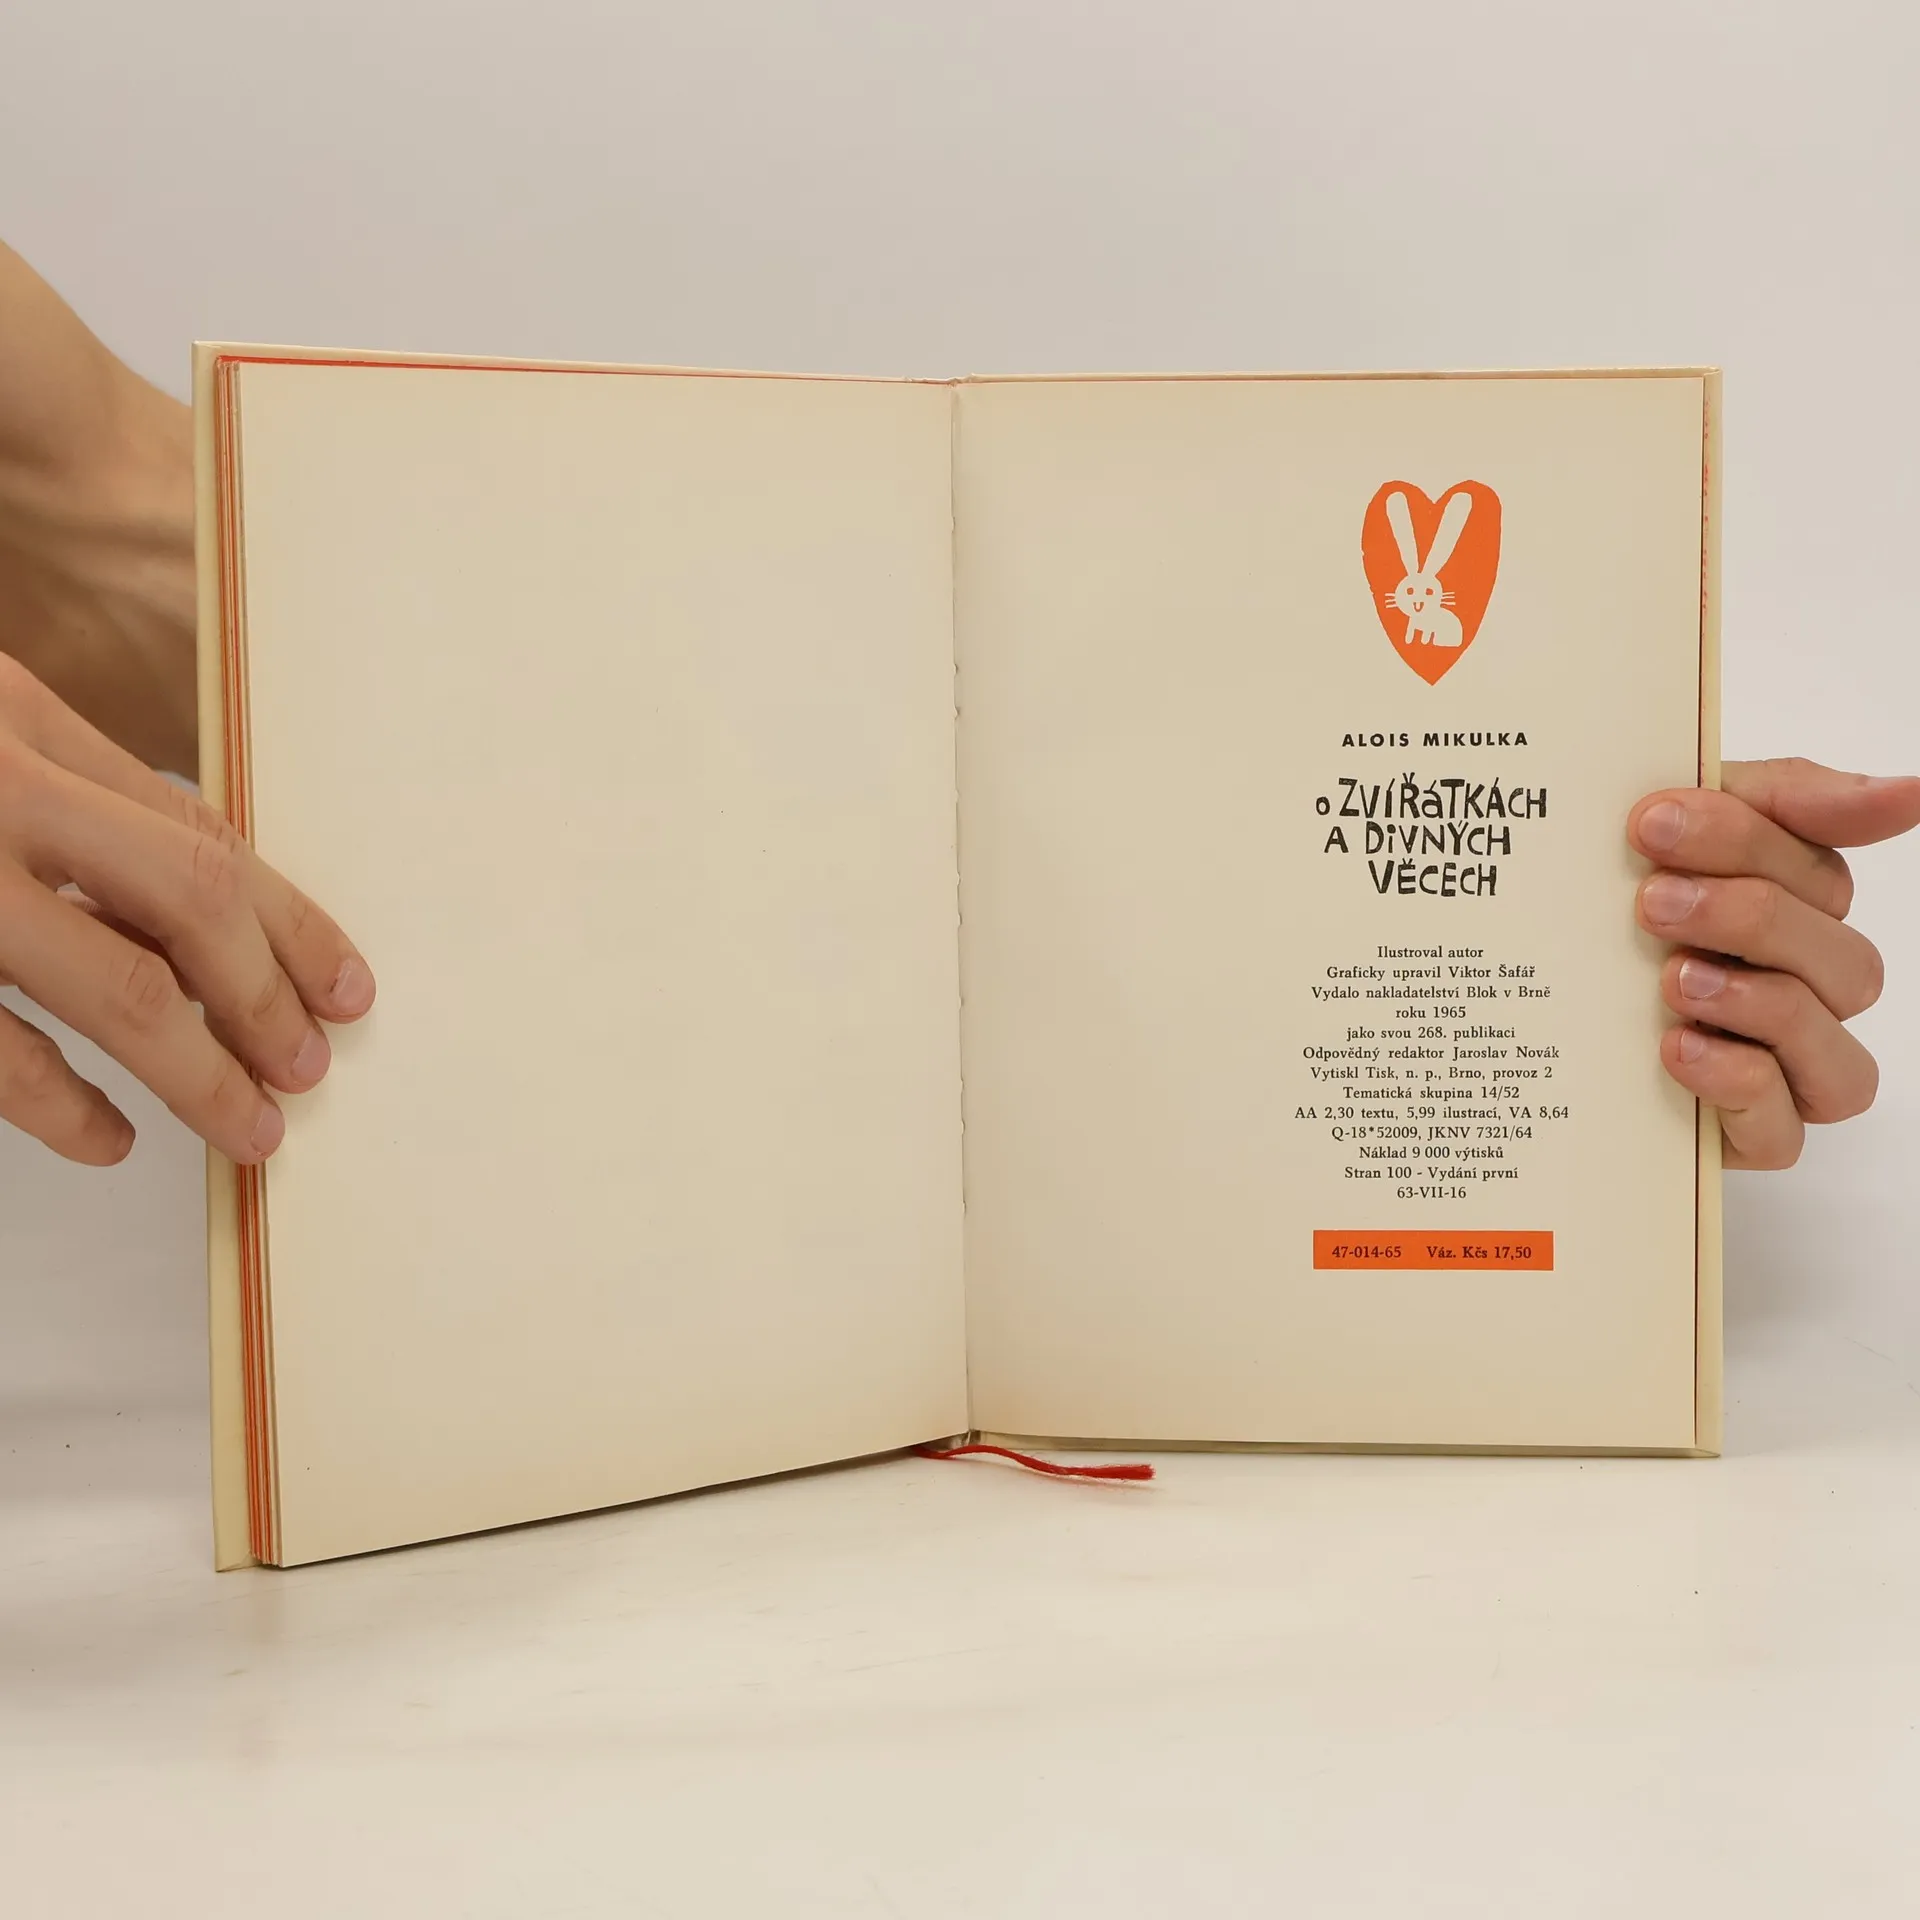 ALOIS MIKULKA
o ZVÍŘáTKÁCH
A DiVNÝCH
VĚCECH
Ilustroval autor
Graficky upravil Viktor Šafář
Vydalo nakladatelství Blok v Brně
roku 1965
jako svou 268. publikaci
Odpovědný redaktor Jaroslav Novák
Vytiskl Tisk, n. p., Brno, provoz 2
Tematická skupina 14/52
AA 2,30 textu, 5,99 ilustrací, VA 8,64
Q-18*52009, JKNV 7321/64
Náklad 9 000 výtisků
Stran 100 - Vydání první
63-VII-16
47-014-65 Váz. Kčs 17,50